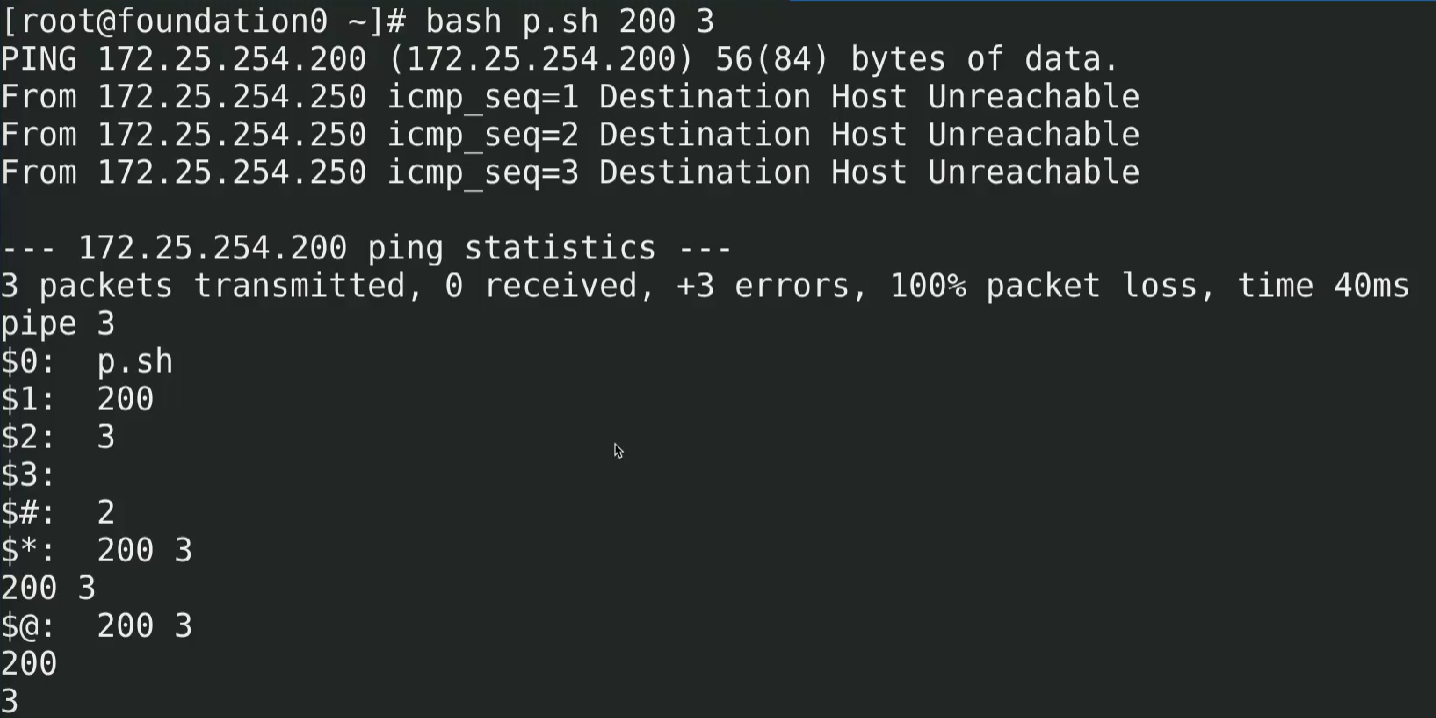 [root@foundation0 ~]# bash p.sh 200 3
PING 172.25.254.200 (172.25.254.200) 56(84) bytes of data.
From 172.25.254.250 icmp_seq=1 Destination Host Unreachable
From 172.25.254.250 icmp_seq=2 Destination Host Unreachable
From 172.25.254.250 icmp_seq=3 Destination Host Unreachable

--- 172.25.254.200 ping statistics ---
3 packets transmitted, 0 received, +3 errors, 100% packet loss, time 40ms
pipe 3
$0:  p.sh
$1:  200
$2:  3
$3:
$#:  2
$*:  200 3
200 3
$@:  200 3
200
3